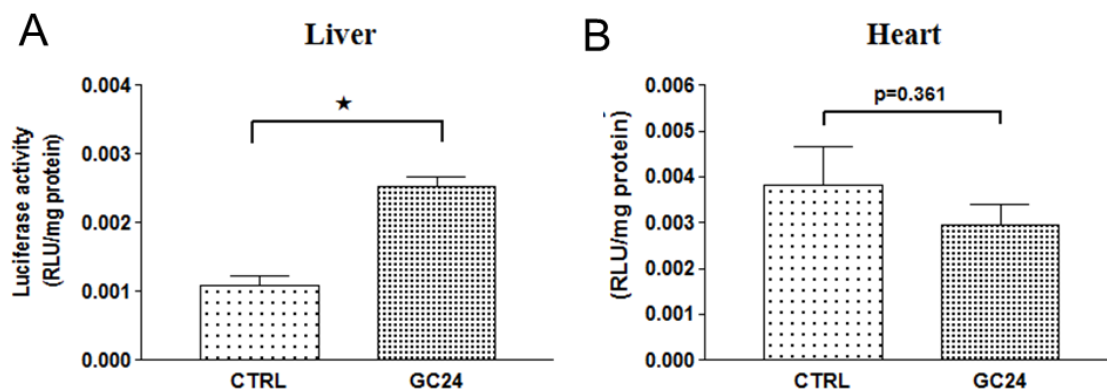 A
Liver
Luciferase activity
(RLU/mg protein)
0.004
0.003
0.002
0.001
0.000
★
CTRL
GC24
B
Heart
(RLU/mg protein)
0.006
0.005
0.004
0.003
0.002
0.001
0.000
p=0.361
CTRL
GC24